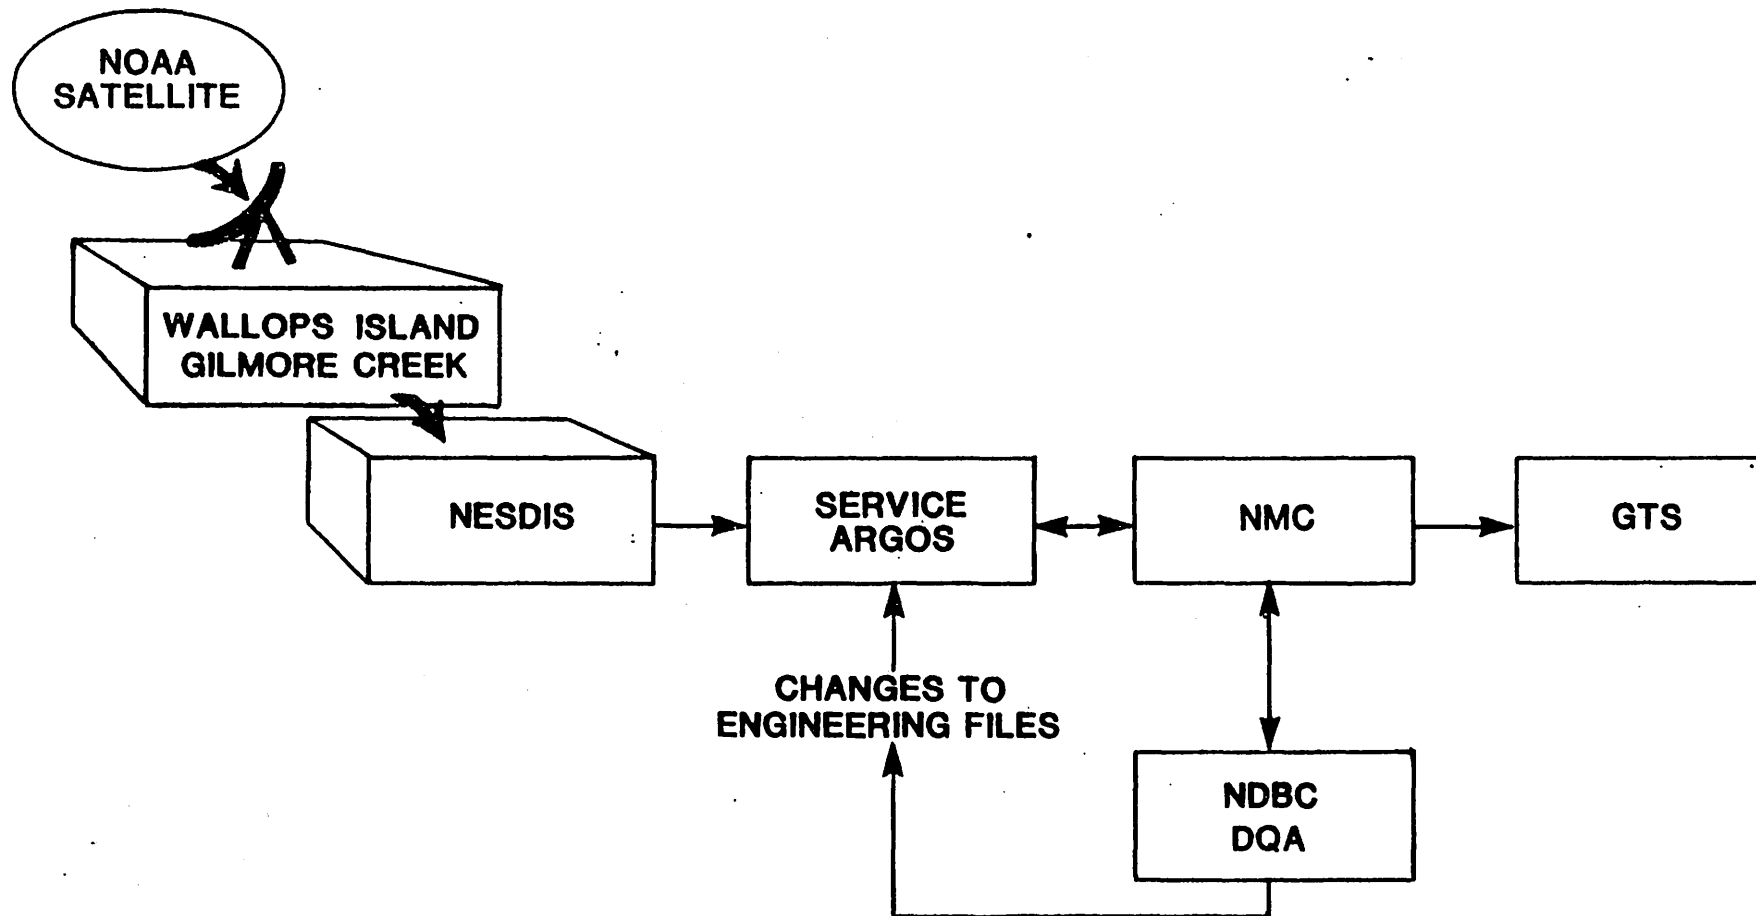 NOAA
SATELLITE
WALLOPS ISLAND
GILMORE CREEK
NESDIS
SERVICE
ARGOS
NMC
GTS
CHANGES TO
ENGINEERING FILES
NDBC
DQA